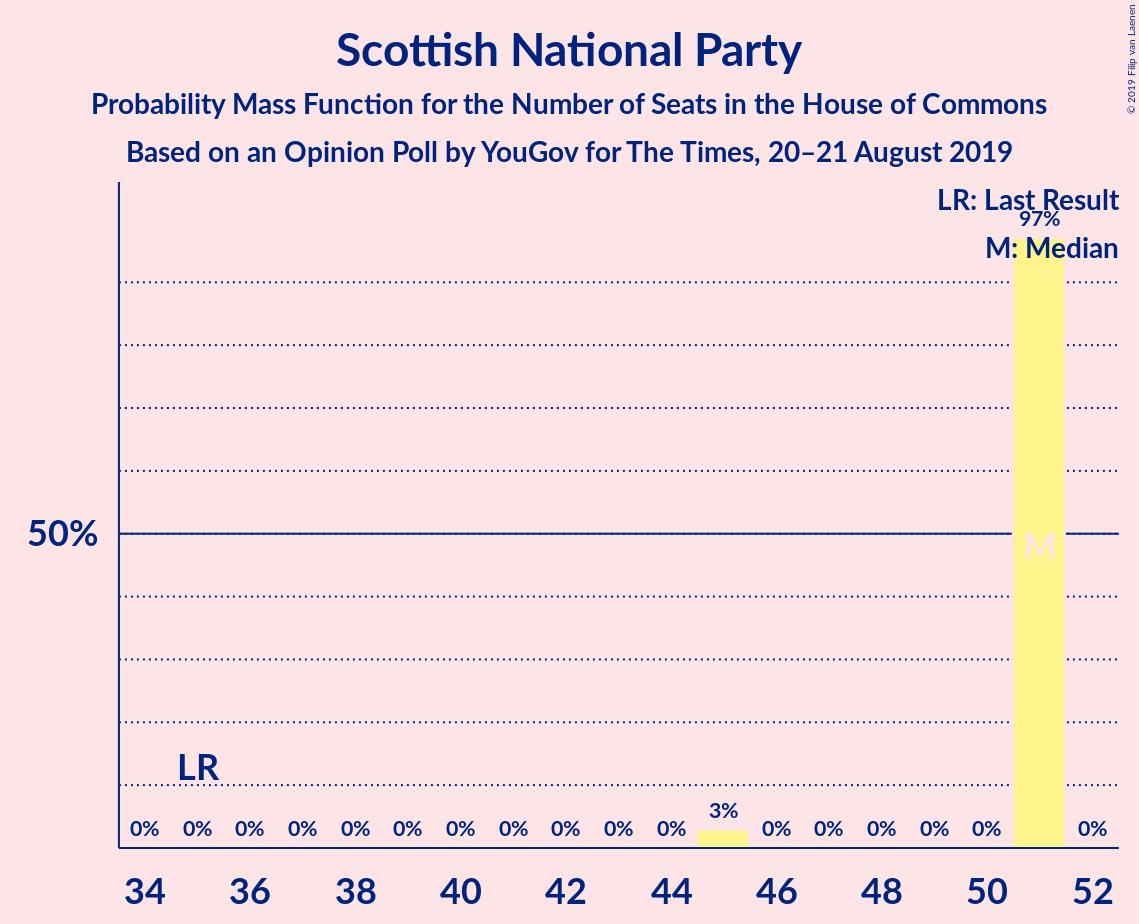 Scottish National Party
Probability Mass Function for the Number of Seats in the House of Commons
Based on an Opinion Poll by YouGov for The Times, 20–21 August 2019
© 2019 Filip van Laenen
LR: Last Result
97%
M: Median
50%
M
LR
3%
0% 0% 0% 0% 0% 0% 0% 0% 0% 0% 0% 0% 0% 0% 0% 0% 0%
34 36 38 40 42 44 46 48 50 52